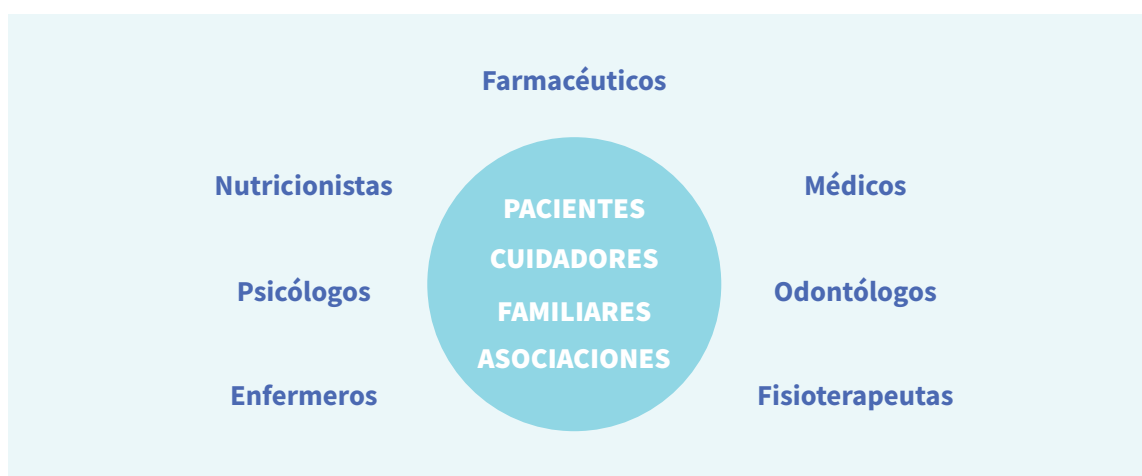 Farmacéuticos
Nutricionistas
Médicos
PACIENTES
CUIDADORES
Psicólogos
Odontólogos
FAMILIARES
ASOCIACIONES
Enfermeros
Fisioterapeutas